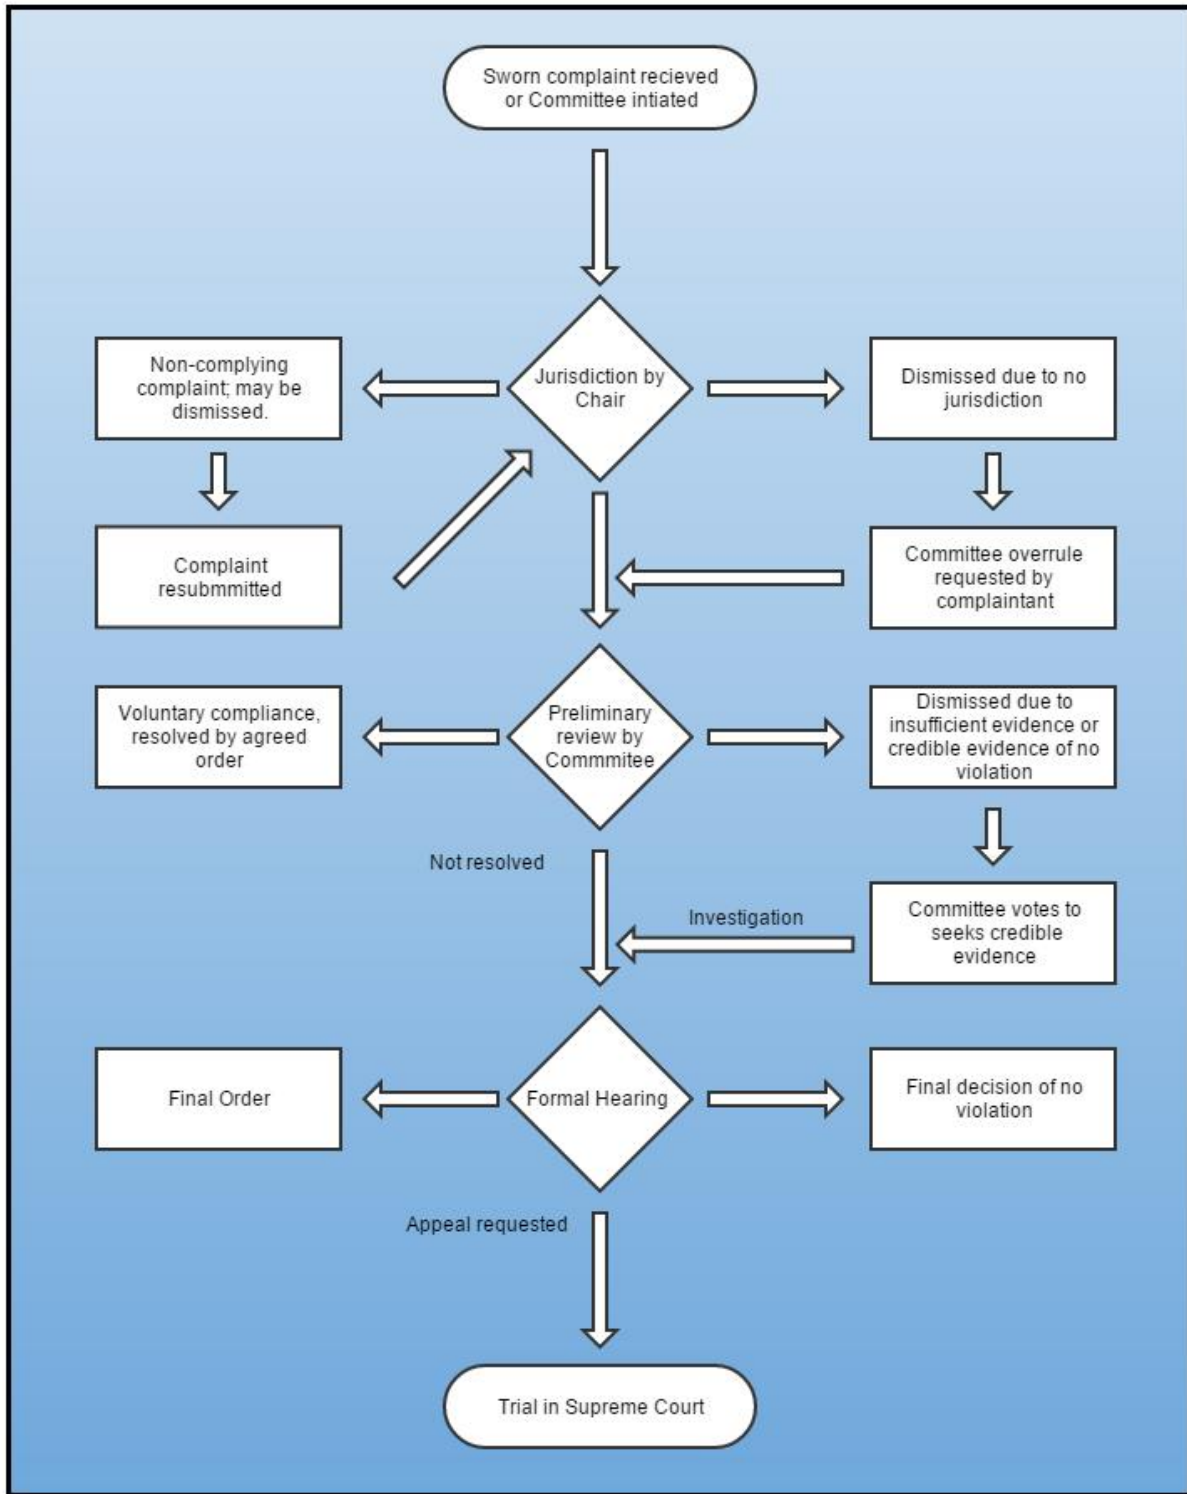 Sworn complaint recieved
or Committee intiated
Non-complying
complaint; may be
dismissed.
Jurisdiction by
Chair
Dismissed due to no
jurisdiction
Complaint
resubmmitted
Committee overrule
requested by
complaintant
Voluntary compliance,
resolved by agreed
order
Preliminary
review by
Commmitee
Dismissed due to
insufficient evidence or
credible evidence of no
violation
Not resolved
Investigation
Committee votes to
seeks credible
evidence
Final Order
Formal Hearing
Final decision of no
violation
Appeal requested
Trial in Supreme Court